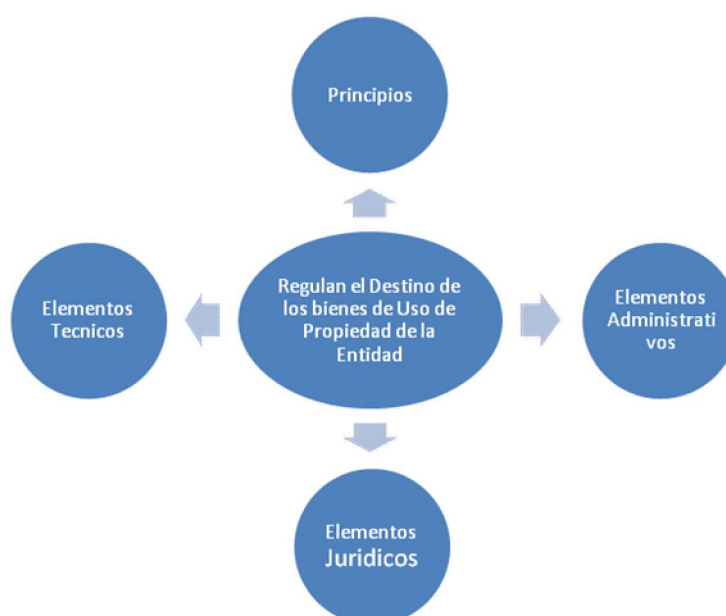 Principios
Elementos
Tecnicos
Regulan el Destino de
los bienes de Uso de
Propiedad de la
Entidad
Elementos
Administrati
vos
Elementos
Juridicos